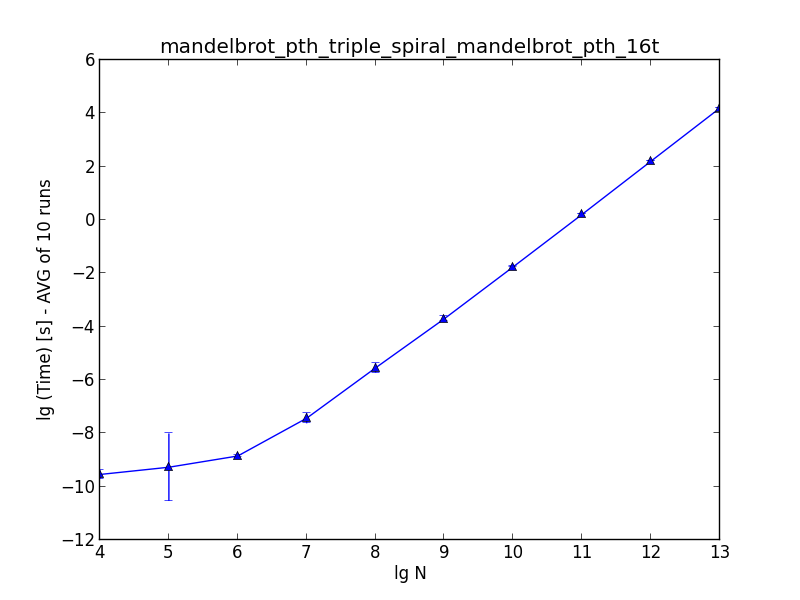 mandelbrot_pth_triple_spiral_mandelbrot_pth_16t
6
4
2
0
−2
−4
−6
−8
−10
−12
lg (Time) [s] - AVG of 10 runs
4 5 6 7 8 9 10 11 12 13
lg N